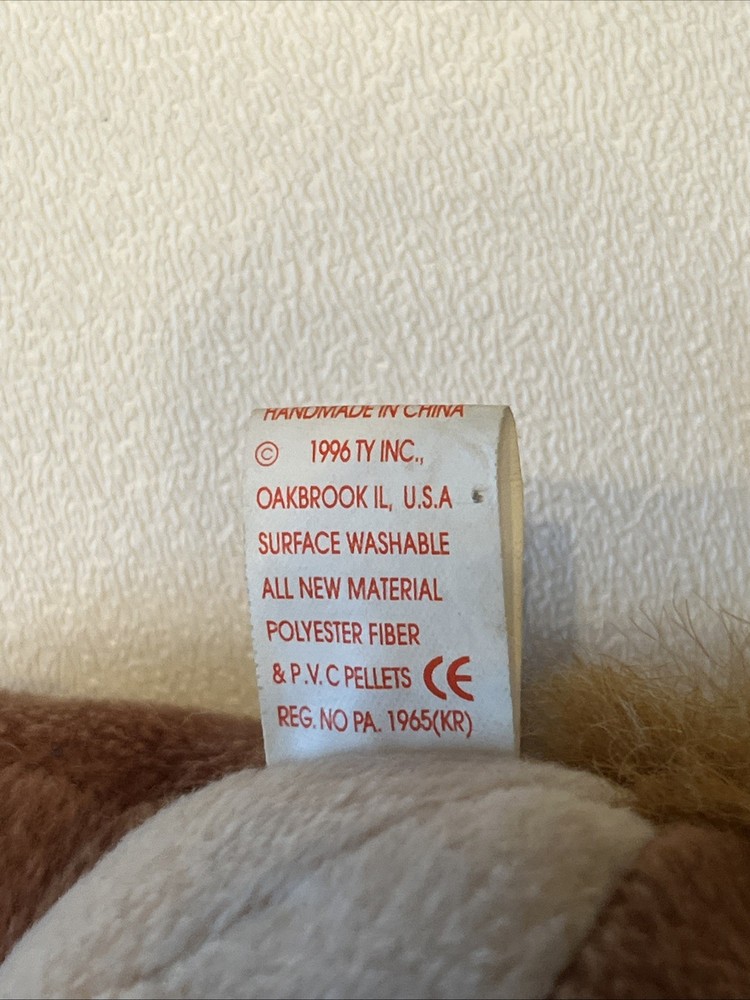 HANDMADE IN CHINA
© 1996 TY INC.,
OAKBROOK IL, U.S.A
SURFACE WASHABLE
ALL NEW MATERIAL
POLYESTER FIBER
& P.V.C PELLETS CE
REG. NO PA. 1965(KR)